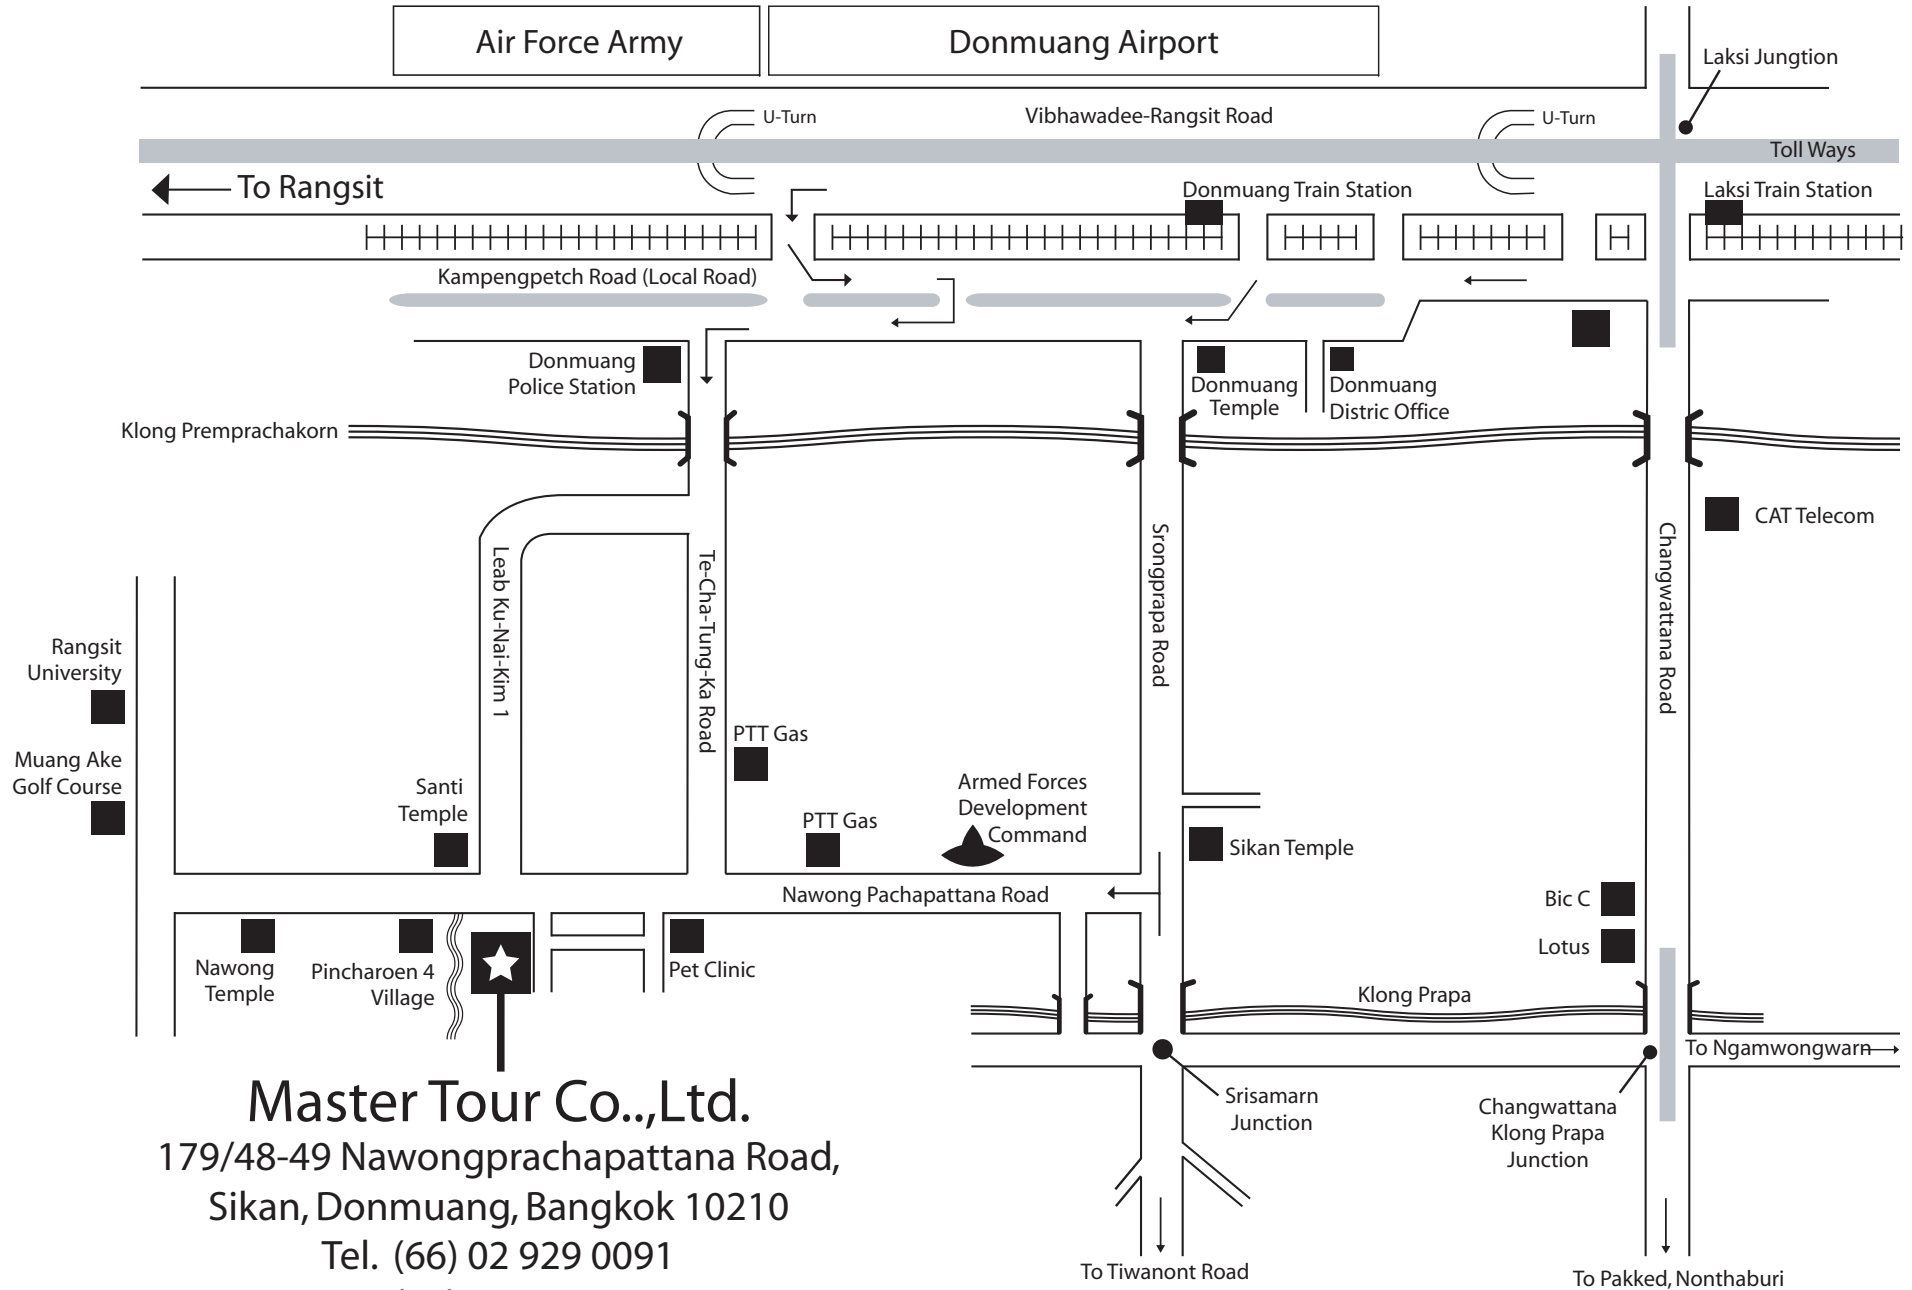 Air Force Army
Donmuang Airport
Laksi Jungtion
U-Turn
Vibhawadee-Rangsit Road
U-Turn
Toll Ways
To Rangsit
Donmuang Train Station
Laksi Train Station
Kampengpetch Road (Local Road)
Donmuang
Police Station
Donmuang
Temple
Donmuang
Distric Office
Klong Premprachakorn
CAT Telecom
Leab Ku-Nai-Kim 1
Te-Cha-Tung-Ka Road
Srongprapa Road
Changwattana Road
Rangsit
University
Muang Ake
Golf Course
Santi
Temple
PTT Gas
PTT Gas
Armed Forces
Development
Command
Sikan Temple
Nawong Pachapattana Road
Bic C
Lotus
Nawong
Temple
Pincharoen 4
Village
Pet Clinic
Klong Prapa
To Ngamwongwarn
Srisamarn
Junction
Changwattana
Klong Prapa
Junction
Master Tour Co..,Ltd.
179/48-49 Nawongprachapattana Road,
Sikan, Donmuang, Bangkok 10210
Tel. (66) 02 929 0091
To Tiwanont Road
To Pakked, Nonthaburi